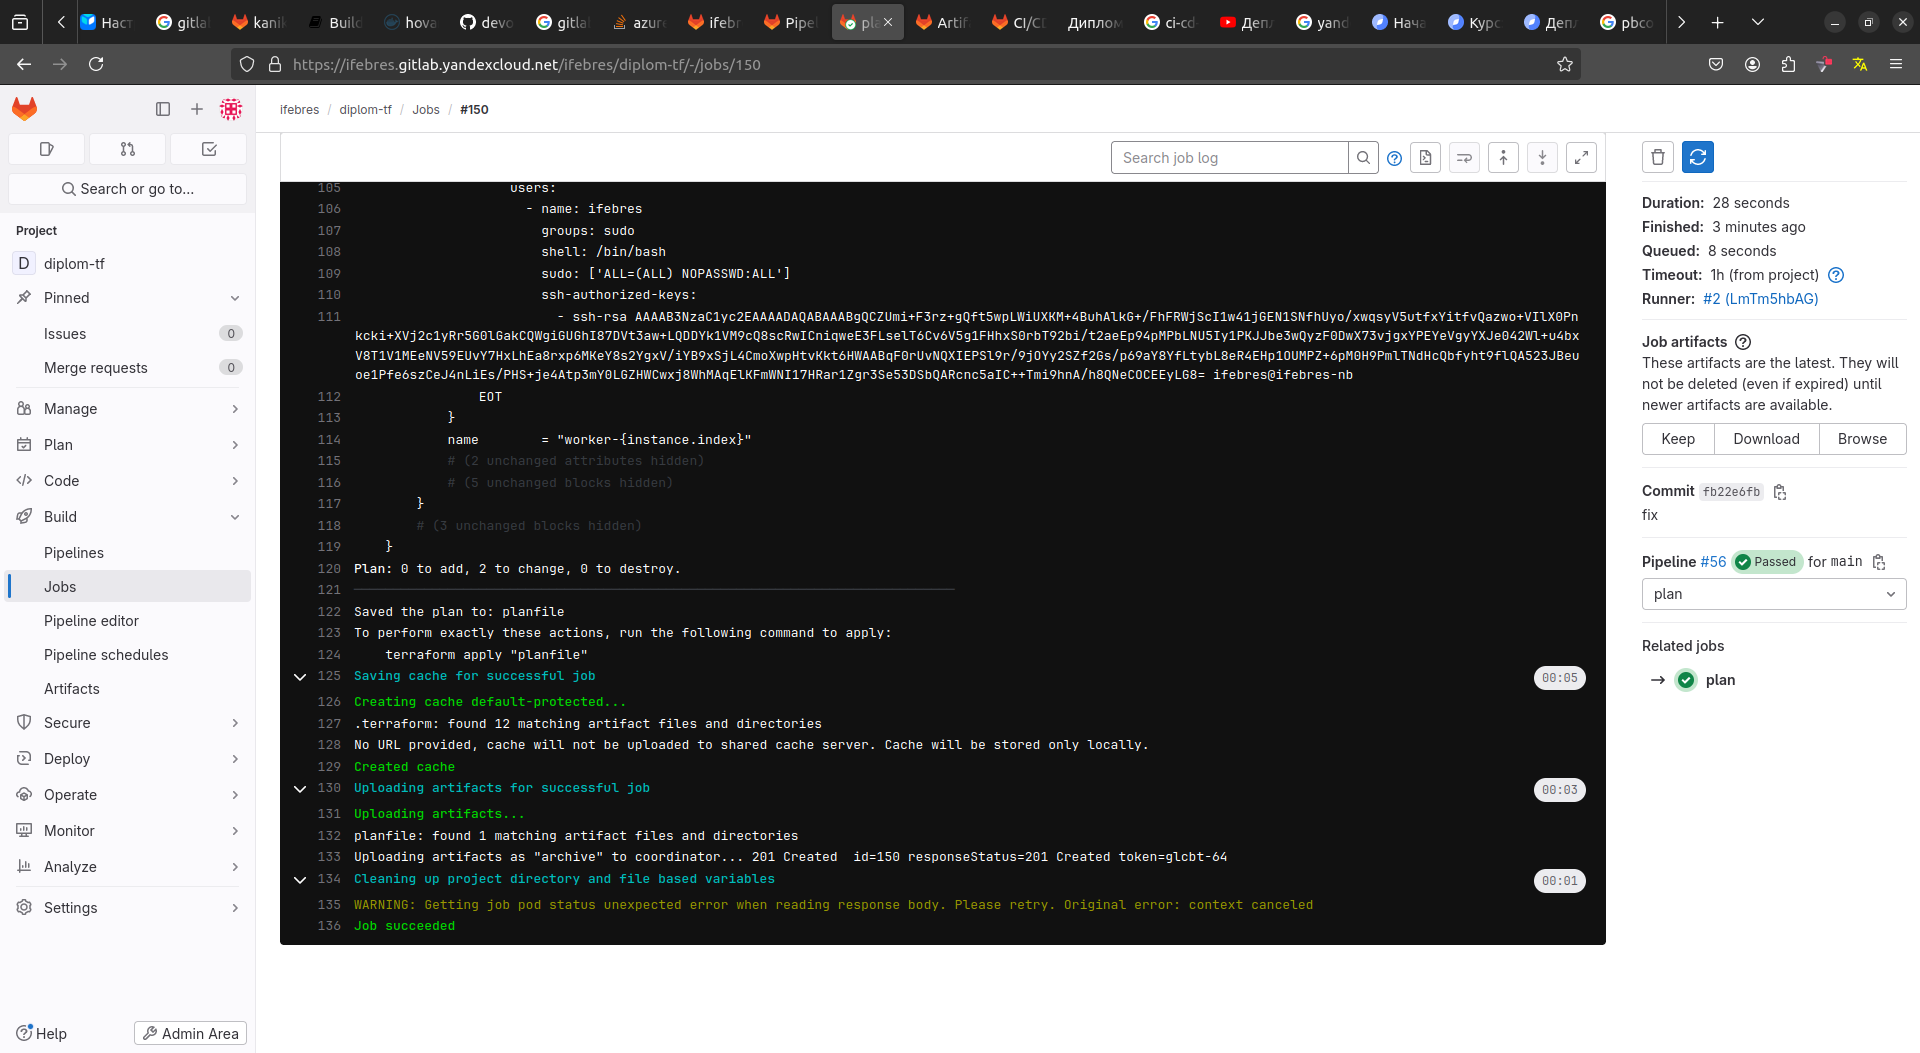 Наст
gitla
kanik
Build
hova
devo
gitla
azure
ifebr
Pipel
pla
Artif
CI/CD
Диплом
ci-cd
Депл
yand
Нача
Курс
Депл
pbco
https://ifebres.gitlab.yandexcloud.net/ifebres/diplom-tf/-/jobs/150
Search or go to...
Project
D diplom-tf
Pinned
Issues 0
Merge requests 0
Manage
Plan
Code
Build
Pipelines
Jobs
Pipeline editor
Pipeline schedules
Artifacts
Secure
Deploy
Operate
Monitor
Analyze
Settings
Help
Admin Area
ifebres / diplom-tf / Jobs / #150
Search job log
105 users:
106 - name: ifebres
107 groups: sudo
108 shell: /bin/bash
109 sudo: ['ALL=(ALL) NOPASSWD:ALL']
110 ssh-authorized-keys:
111 - ssh-rsa AAAAB3NzaC1yc2EAAAADAQABAAABgQCZUmi+F3rz+gQft5wpLWiUXKM+4BuhAlkG+/FhFRWjScI1w41jGEN1SNfhUyo/xwqsyV5utfxYitfvQazwo+VIlX0Pn
kcki+XVj2c1yRr5G0lGakCQWgiGUGhI87DVt3aw+LQDDYk1VM9cQ8scRwICniqweE3FLselT6Cv6V5g1FHhxS0rbT92bi/t2aeEp94pMPbLNU5Iy1PKJJbe3wQyzF0DwX73vjgxYPEYeVgyYXJe042Wl+u4bx
V8T1V1MEeNV59EUvY7HxLhEa8rxp6MKeY8s2YgxV/iYB9xSjL4CmoXwpHtvKkt6HWAABqF0rUvNQXIEPSl9r/9jOYy2SZf2Gs/p69aY8YfLtybL8eR4EHp1OUMPZ+6pM0H9PmlTNdHcQbfyht9flQA523JBeu
oe1Pfe6szCeJ4nLiEs/PHS+je4Atp3mY0LGZHWCwxj8WhMAqElKFmWNI17HRar1Zgr3Se53DSbQARcnc5aIC++Tmi9hnA/h8QNeCOCEEyLG8= ifebres@ifebres-nb
112 EOT
113 }
114 name = "worker-{instance.index}"
115 # (2 unchanged attributes hidden)
116 # (5 unchanged blocks hidden)
117 }
118 # (3 unchanged blocks hidden)
119 }
120 Plan: 0 to add, 2 to change, 0 to destroy.
121
122 Saved the plan to: planfile
123 To perform exactly these actions, run the following command to apply:
124 terraform apply "planfile"
125 Saving cache for successful job 00:05
126 Creating cache default-protected...
127 .terraform: found 12 matching artifact files and directories
128 No URL provided, cache will not be uploaded to shared cache server. Cache will be stored only locally.
129 Created cache
130 Uploading artifacts for successful job 00:03
131 Uploading artifacts...
132 planfile: found 1 matching artifact files and directories
133 Uploading artifacts as "archive" to coordinator... 201 Created id=150 responseStatus=201 Created token=glcbt-64
134 Cleaning up project directory and file based variables 00:01
135 WARNING: Getting job pod status unexpected error when reading response body. Please retry. Original error: context canceled
136 Job succeeded
Duration: 28 seconds
Finished: 3 minutes ago
Queued: 8 seconds
Timeout: 1h (from project)
Runner: #2 (LmTm5hbAG)
Job artifacts
These artifacts are the latest. They will
not be deleted (even if expired) until
newer artifacts are available.
Keep
Download
Browse
Commit fb22e6fb
fix
Pipeline #56 Passed for main
plan
Related jobs
plan